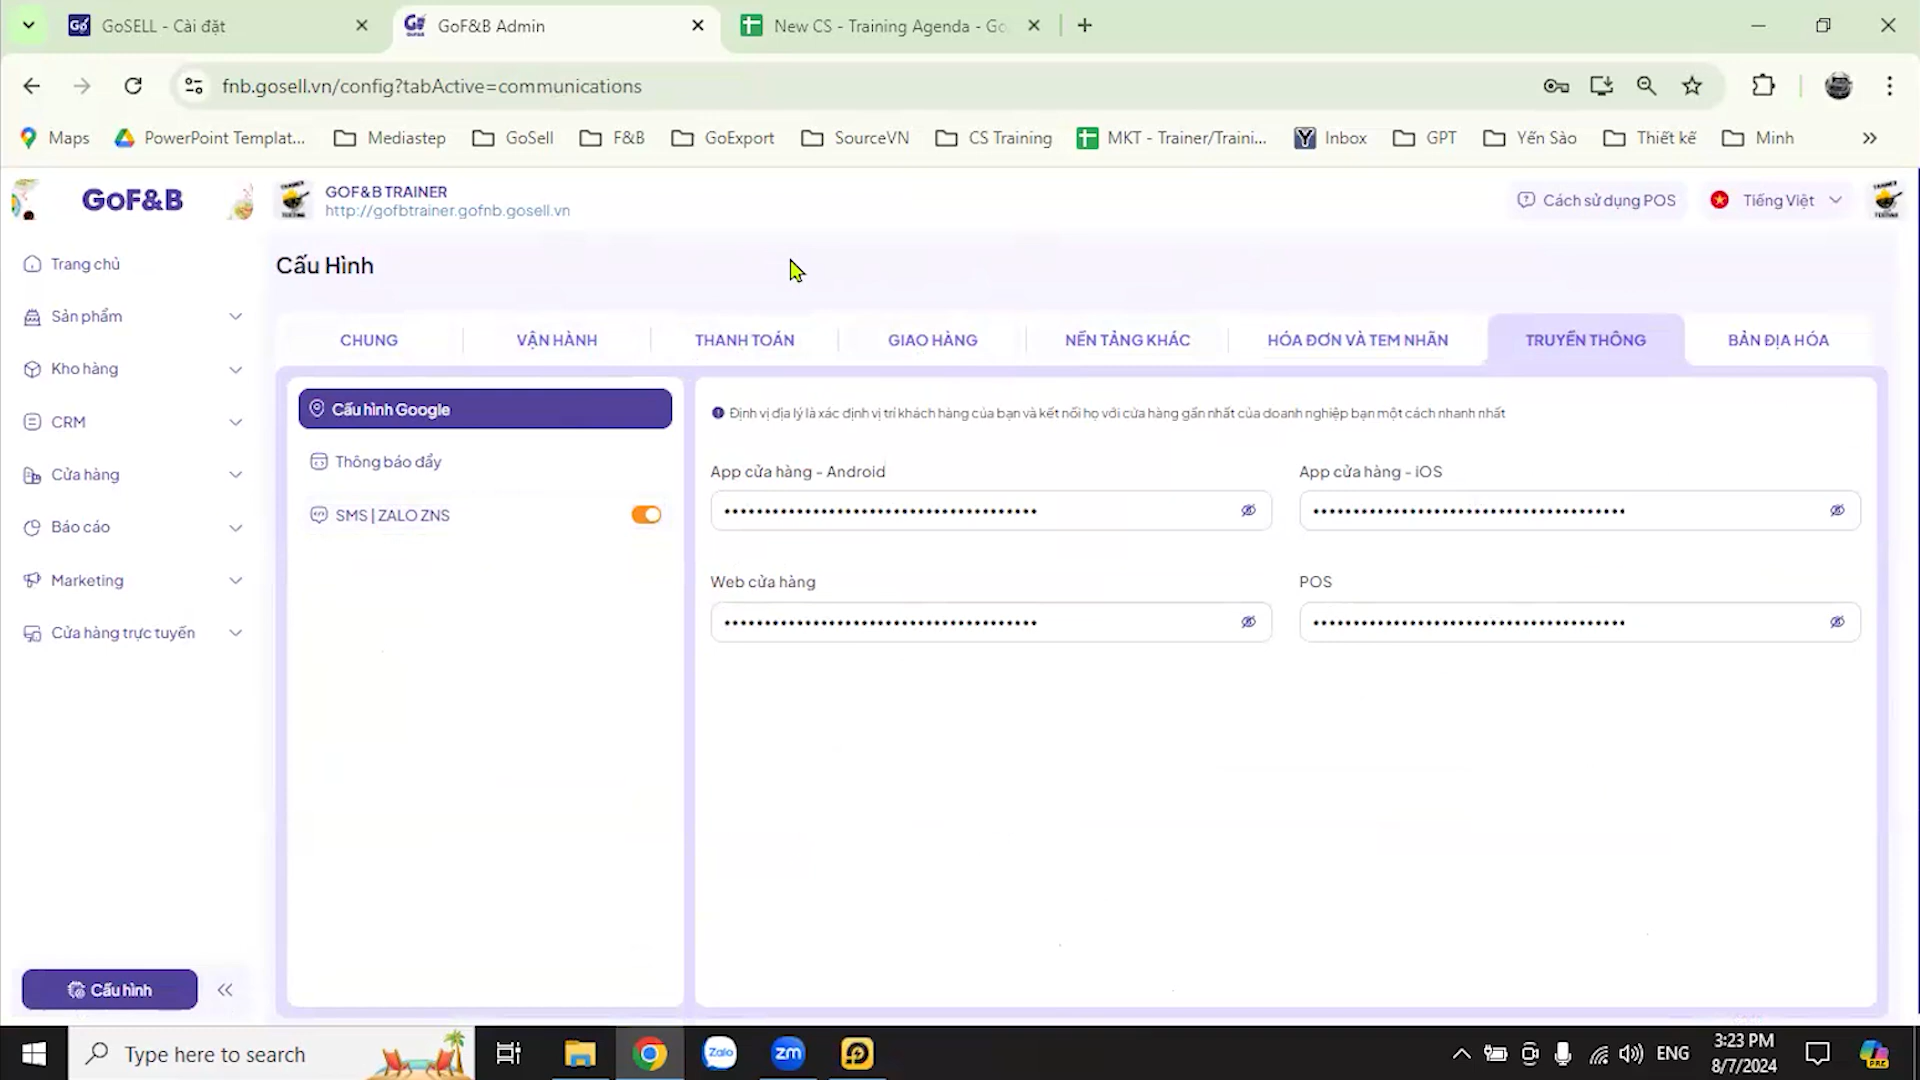 GoSELL - Cài đặt
GoF&B Admin
New CS - Training Agenda - Go
fnb.gosell.vn/config?tabActive=communications
Maps
PowerPoint Templat...
Mediastep
GoSell
F&B
GoExport
SourceVN
CS Training
MKT - Trainer/Traini...
Inbox
GPT
Yến Sào
Thiết kế
Minh
GoF&B
GOF&B TRAINER
http://gofbtrainer.gofnb.gosell.vn
Cách sử dụng POS
Tiếng Việt
Trang chủ
Sản phẩm
Kho hàng
CRM
Cửa hàng
Báo cáo
Marketing
Cửa hàng trực tuyến
Cấu hình
Cấu Hình
CHUNG
VẬN HÀNH
THANH TOÁN
GIAO HÀNG
NỀN TẢNG KHÁC
HÓA ĐƠN VÀ TEM NHÃN
TRUYỀN THÔNG
BẢN ĐỊA HÓA
Cấu hình Google
Thông báo đẩy
SMS | ZALO ZNS
Định vị địa lý là xác định vị trí khách hàng của bạn và kết nối họ với cửa hàng gần nhất của doanh nghiệp bạn một cách nhanh nhất
App cửa hàng - Android
App cửa hàng - iOS
Web cửa hàng
POS
Type here to search
Zalo
zm
ENG
3:23 PM
8/7/2024